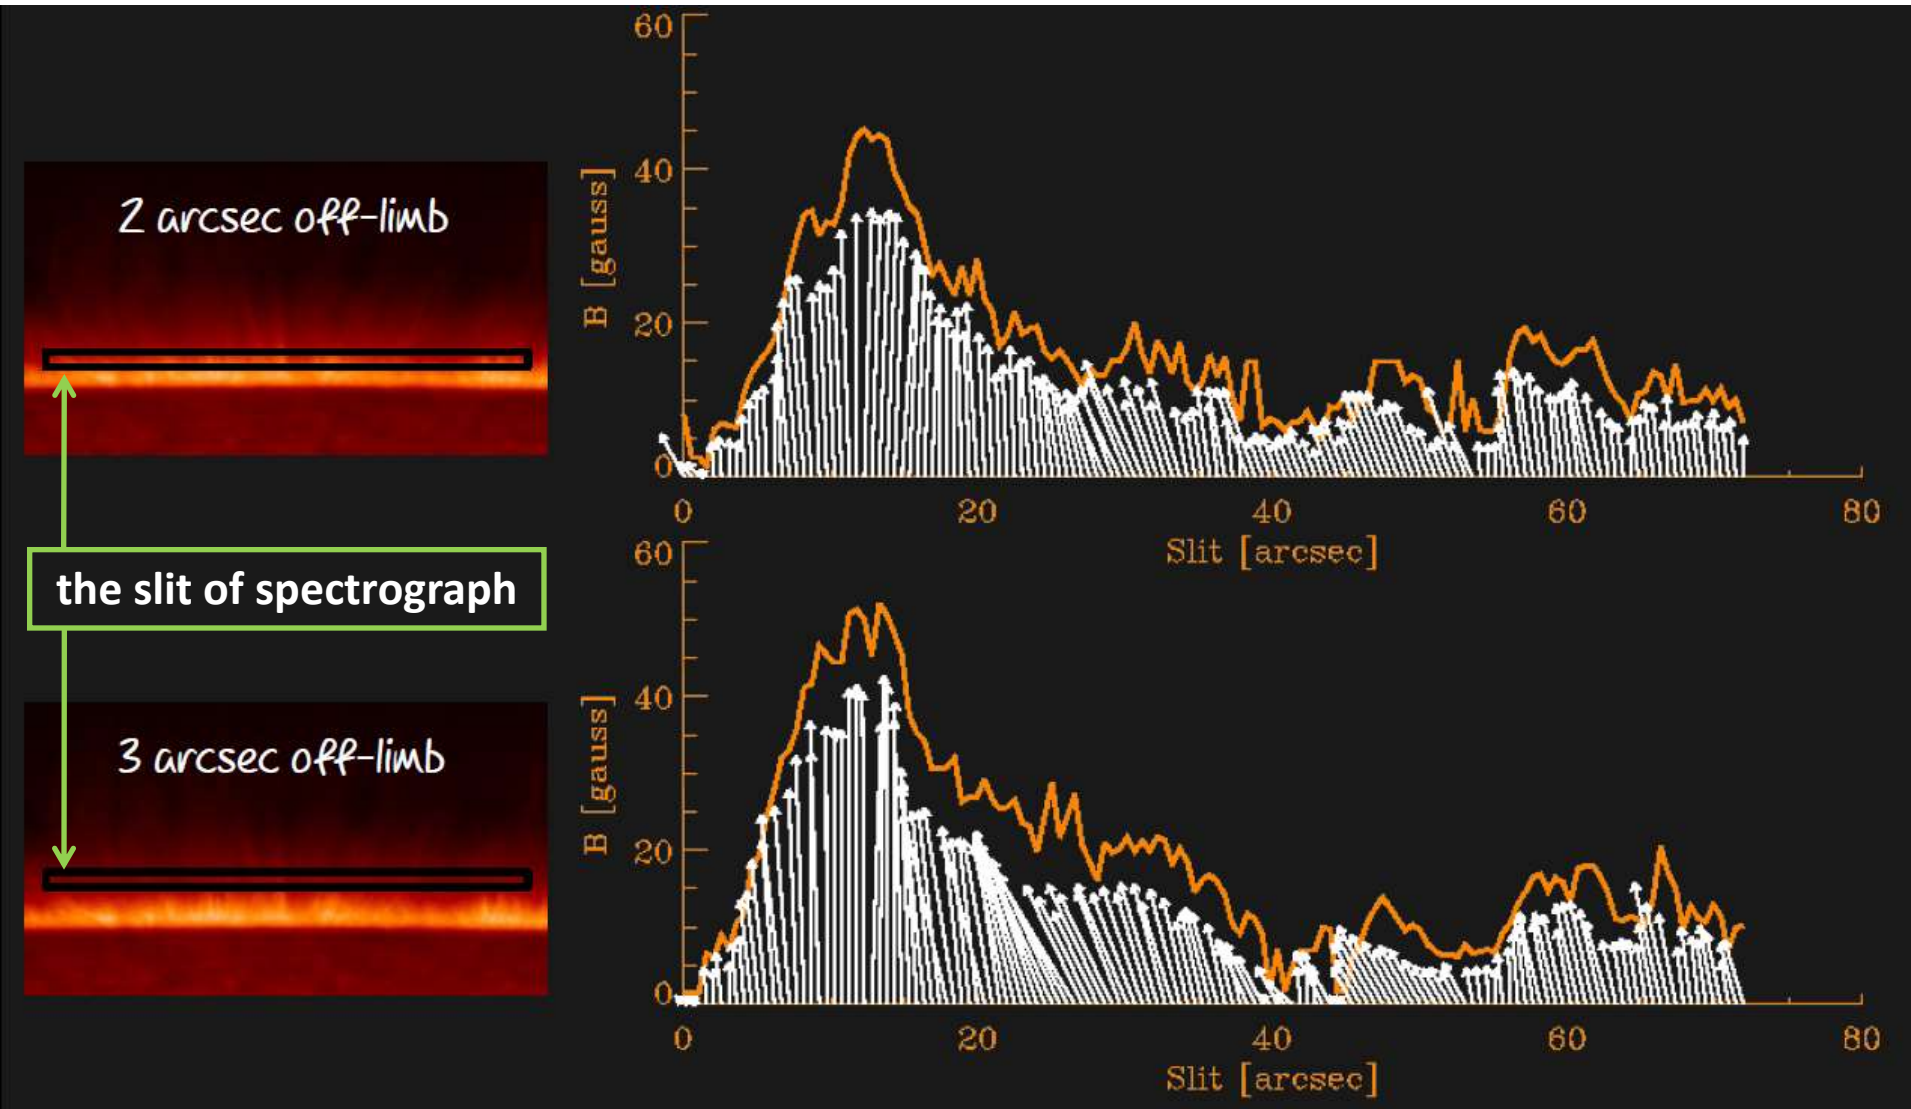 2 arcsec off-limb
the slit of spectrograph
3 arcsec off-limb
60
40
20
0
B [gauss]
0 20 40 60 80
Slit [arcsec]
60
40
20
0
B [gauss]
0 20 40 60 80
Slit [arcsec]